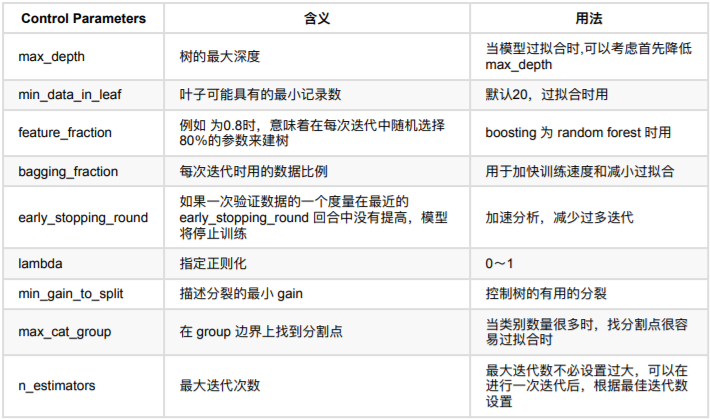 Control Parameters 含义 用法
max_depth 树的最大深度 当模型过拟合时,可以考虑首先降低
max_depth
min_data_in_leaf 叶子可能具有的最小记录数 默认20，过拟合时用
feature_fraction 例如 为0.8时，意味着在每次迭代中随机选择
80%的参数来建树 boosting 为 random forest 时用
bagging_fraction 每次迭代时用的数据比例 用于加快训练速度和减小过拟合
early_stopping_round 如果一次验证数据的一个度量在最近的
early_stopping_round 回合中没有提高，模型
将停止训练 加速分析，减少过多迭代
lambda 指定正则化 0～1
min_gain_to_split 描述分裂的最小 gain 控制树的有用的分裂
max_cat_group 在 group 边界上找到分割点 当类别数量很多时，找分割点很容
易过拟合时
n_estimators 最大迭代次数 最大迭代数不必设置过大，可以在
进行一次迭代后，根据最佳迭代数
设置